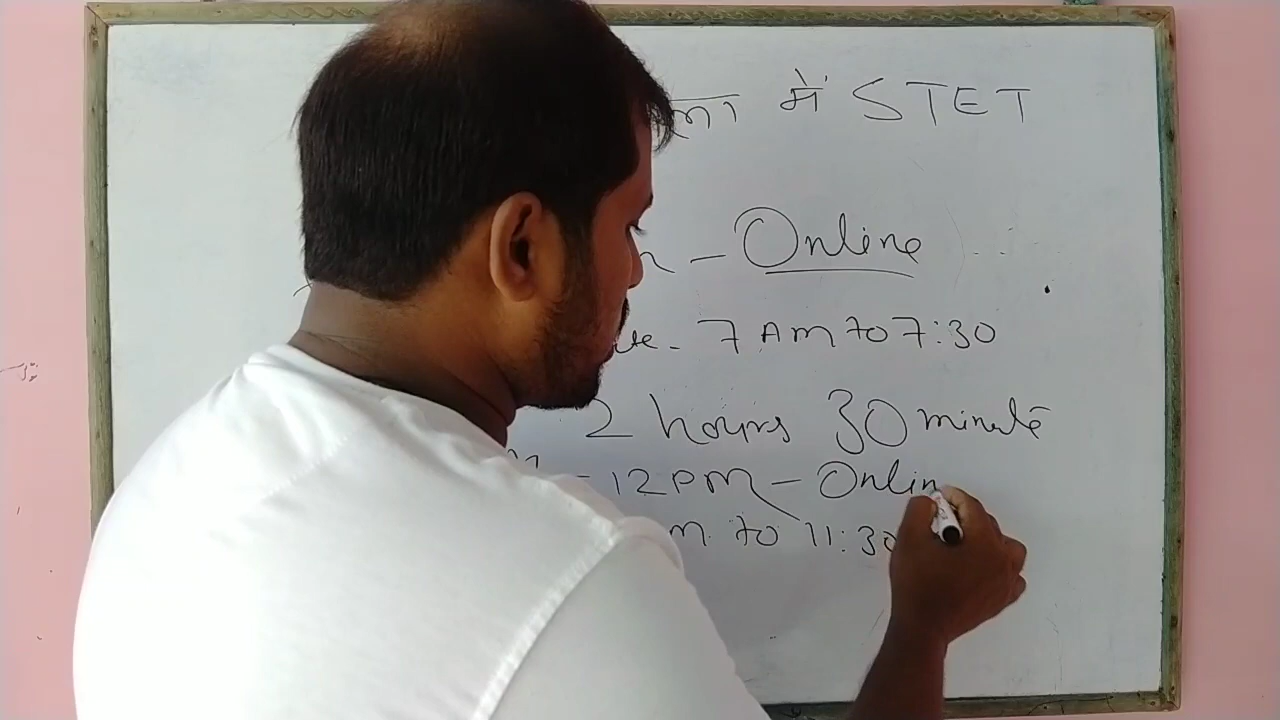 में STET
- Online
7 AM to 7:30
2 hours 30 minute
- 12 PM - Onlin
m to 11:30